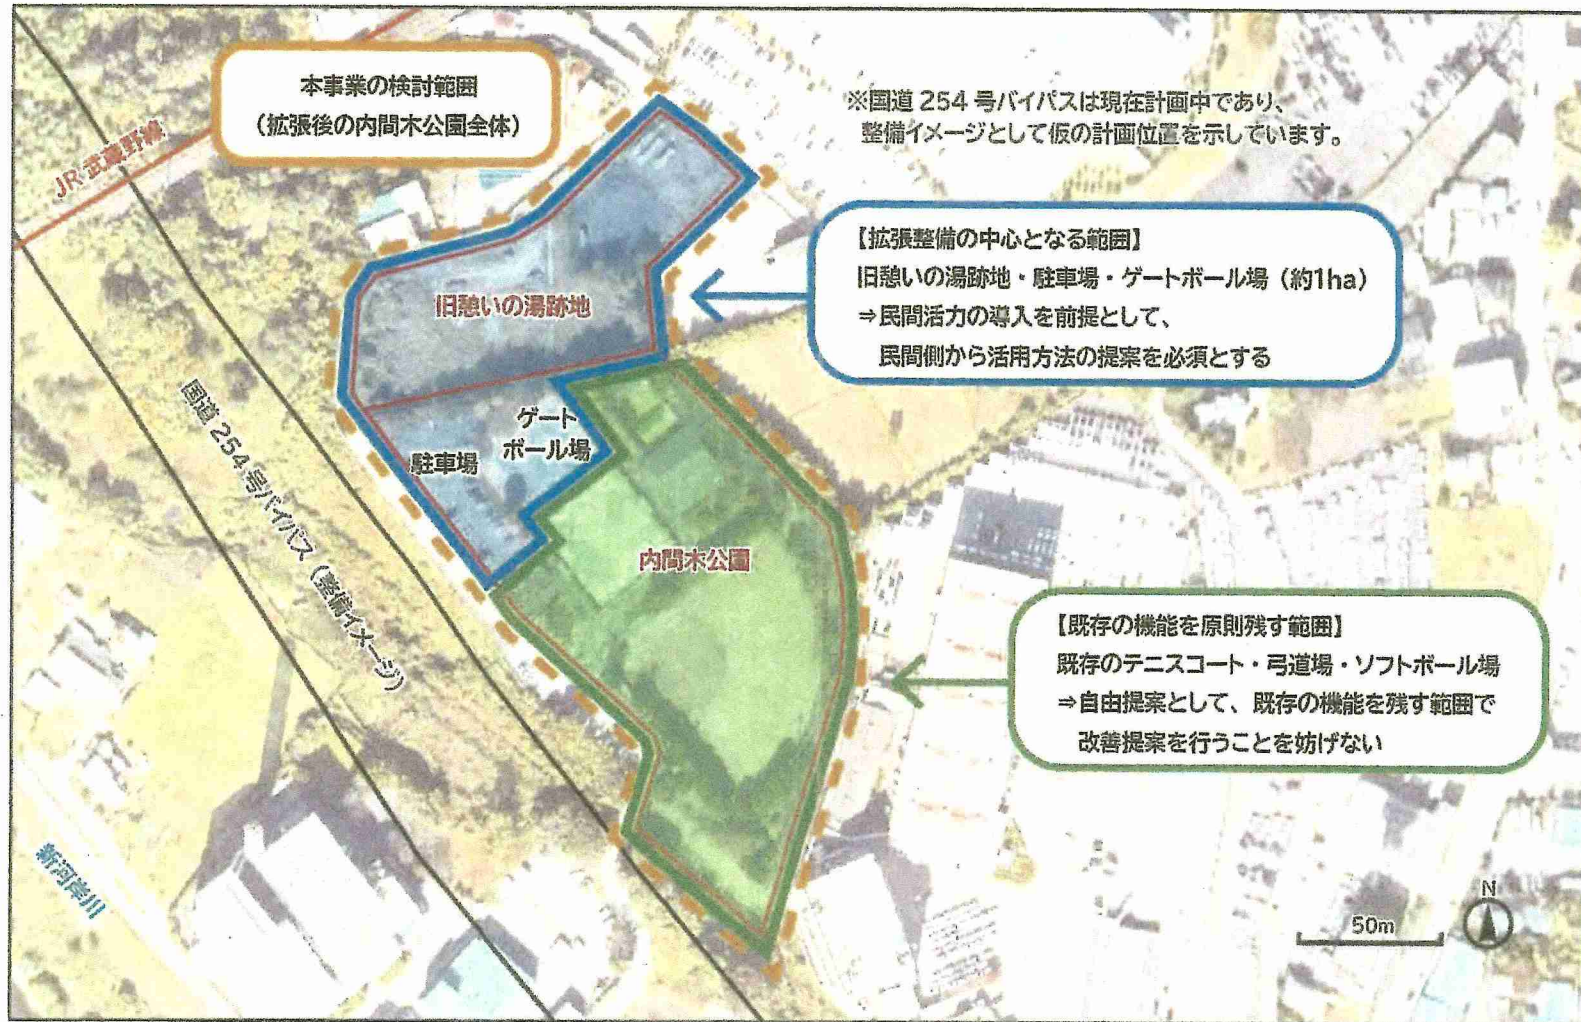 本事業の検討範囲
（拡張後の内間木公園全体）
※国道 254 号バイパスは現在計画中であり、
整備イメージとして仮の計画位置を示しています。
JR 武蔵野線
【拡張整備の中心となる範囲】
旧憩いの湯跡地・駐車場・ゲートボール場（約1ha）
⇒民間活力の導入を前提として、
民間側から活用方法の提案を必須とする
旧憩いの湯跡地
ゲート
ボール場
駐車場
国道 254 号バイパス（整備イメージ）
内間木公園
【既存の機能を原則残す範囲】
既存のテニスコート・弓道場・ソフトボール場
⇒自由提案として、既存の機能を残す範囲で
改善提案を行うことを妨げない
新河岸川
N
50m